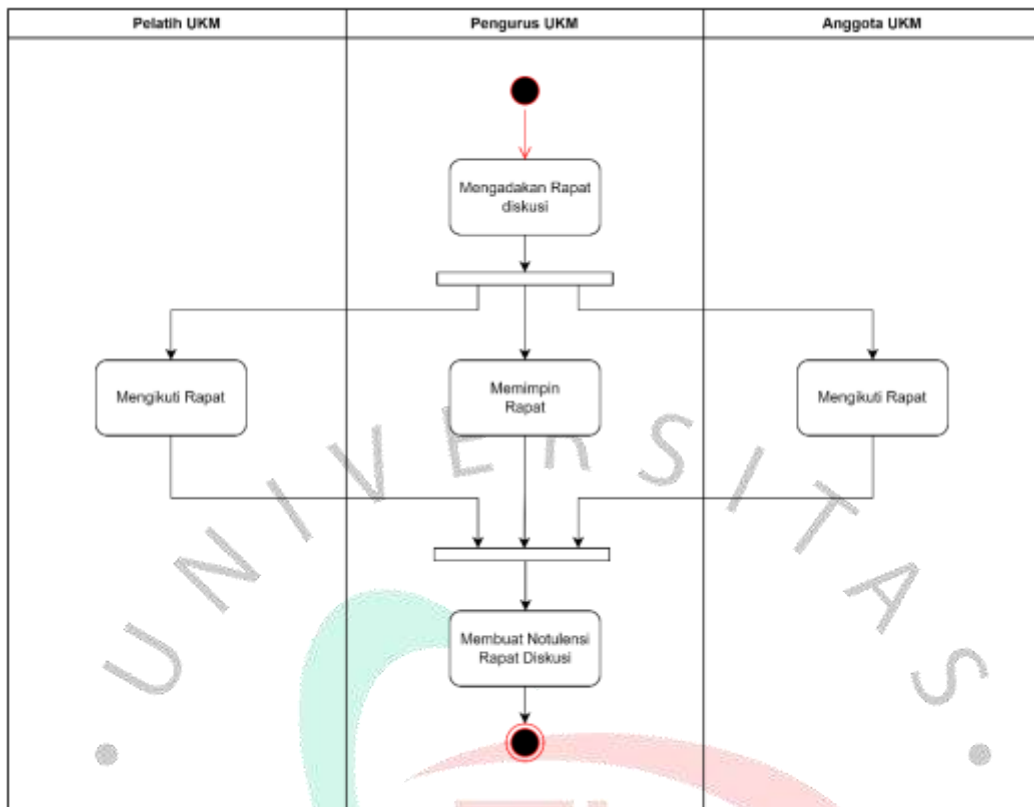 Pelatih UKM
Pengurus UKM
Anggota UKM
Mengadakan Rapat
diskusi
Mengikuti Rapat
Memimpin
Rapat
Mengikuti Rapat
UNIVERSITAS
Membuat Notulensi
Rapat Diskusi